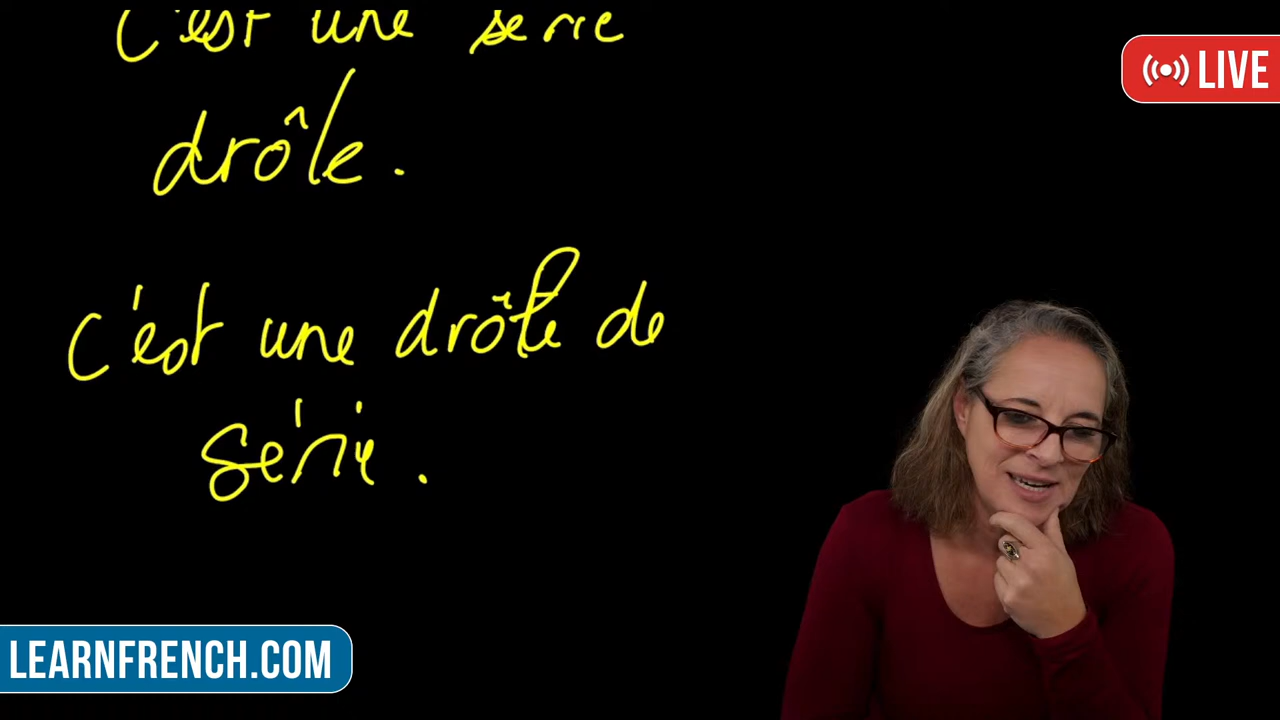 c'est une série
drôle.
LIVE
c'est une drôle de
série.
LEARNFRENCH.COM